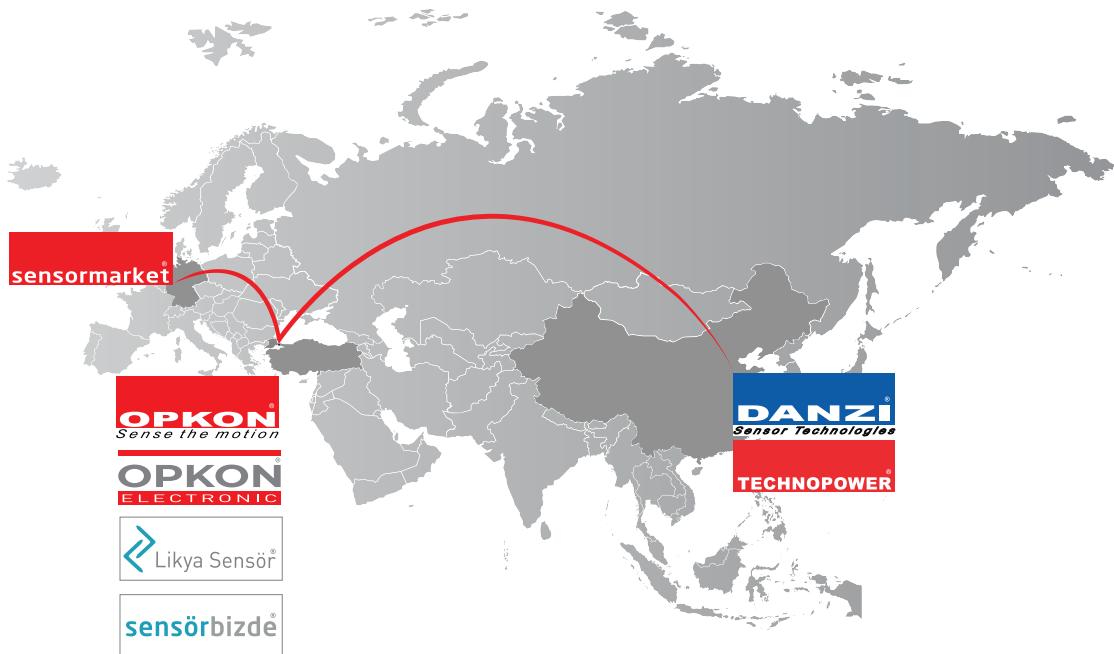 sensormarket®
OPKON®
Sense the motion
OPKON®
ELECTRONIC
Likya Sensör®
sensörbizde®
DANZI®
Sensor Technologies
TECHNOPOWER®